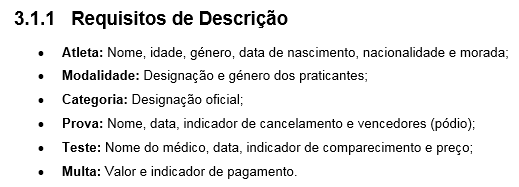 3.1.1 Requisitos de Descrição
• Atleta: Nome, idade, género, data de nascimento, nacionalidade e morada;
• Modalidade: Designação e género dos praticantes;
• Categoria: Designação oficial;
• Prova: Nome, data, indicador de cancelamento e vencedores (pódio);
• Teste: Nome do médico, data, indicador de comparecimento e preço;
• Multa: Valor e indicador de pagamento.